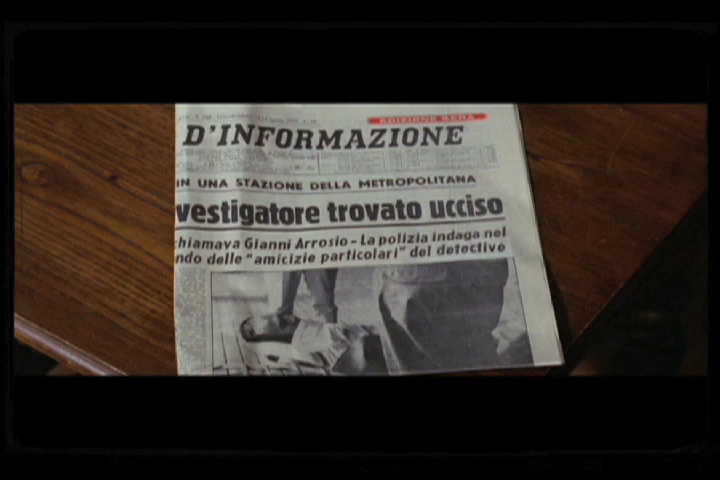 EDIZIONE SERA
D'INFORMAZIONE
IN UNA STAZIONE DELLA METROPOLITANA
vestigatore trovato ucciso
chiamava Gianni Arrosio - La polizia indaga nel
ndo delle "amicizie particolari" del detective